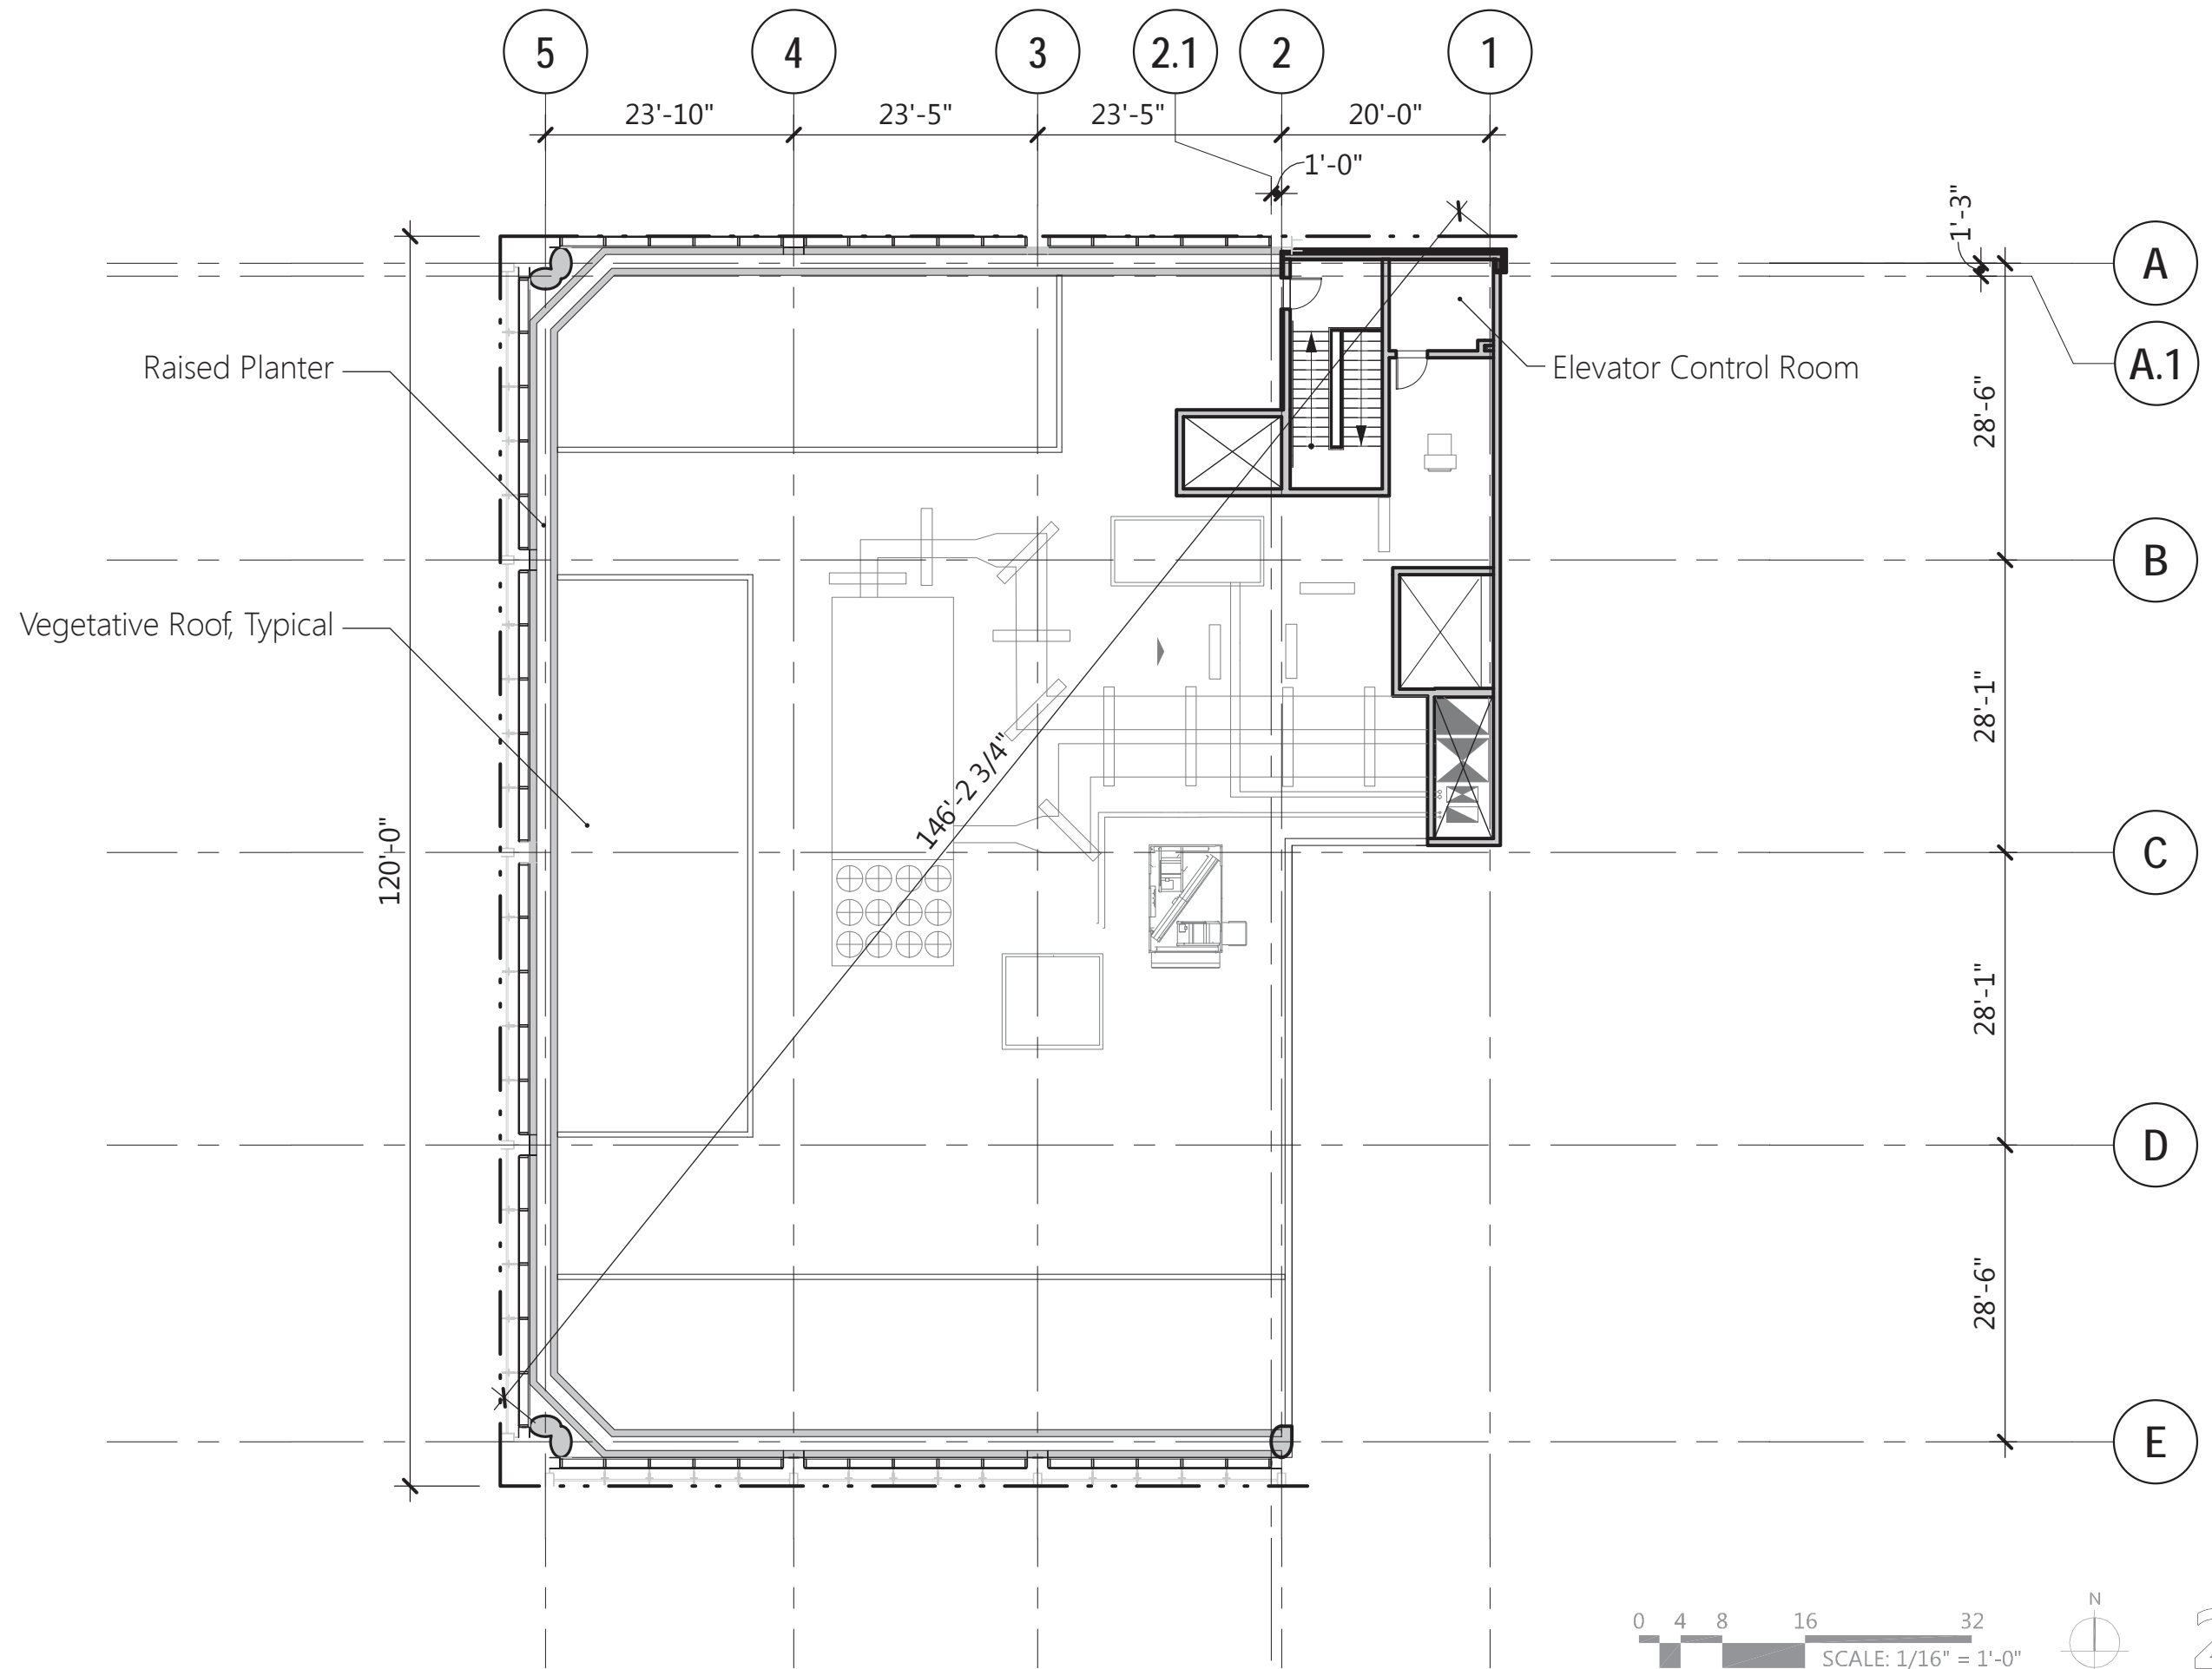 5 4 3 2.1 2 1
23'-10" 23'-5" 23'-5" 20'-0"
1'-0"
1'-3"
A
A.1
Raised Planter
Elevator Control Room
28'-6"
B
Vegetative Roof, Typical
28'-1"
146'-2 3/4"
120'-0"
C
28'-1"
D
28'-6"
E
N
0 4 8 16 32
SCALE: 1/16" = 1'-0"